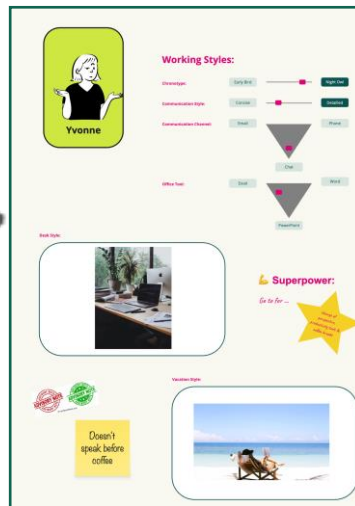 Yvonne
Working Styles:
Chronotype:
Early Bird
Night Owl
Communication Style:
Concise
Detailed
Communication Channel:
Email
Phone
Chat
Office Tool:
Excel
Word
PowerPoint
Desk Style:
💪 Superpower:
Go to for ...
Vacation Style:
Doesn't
speak before
coffee